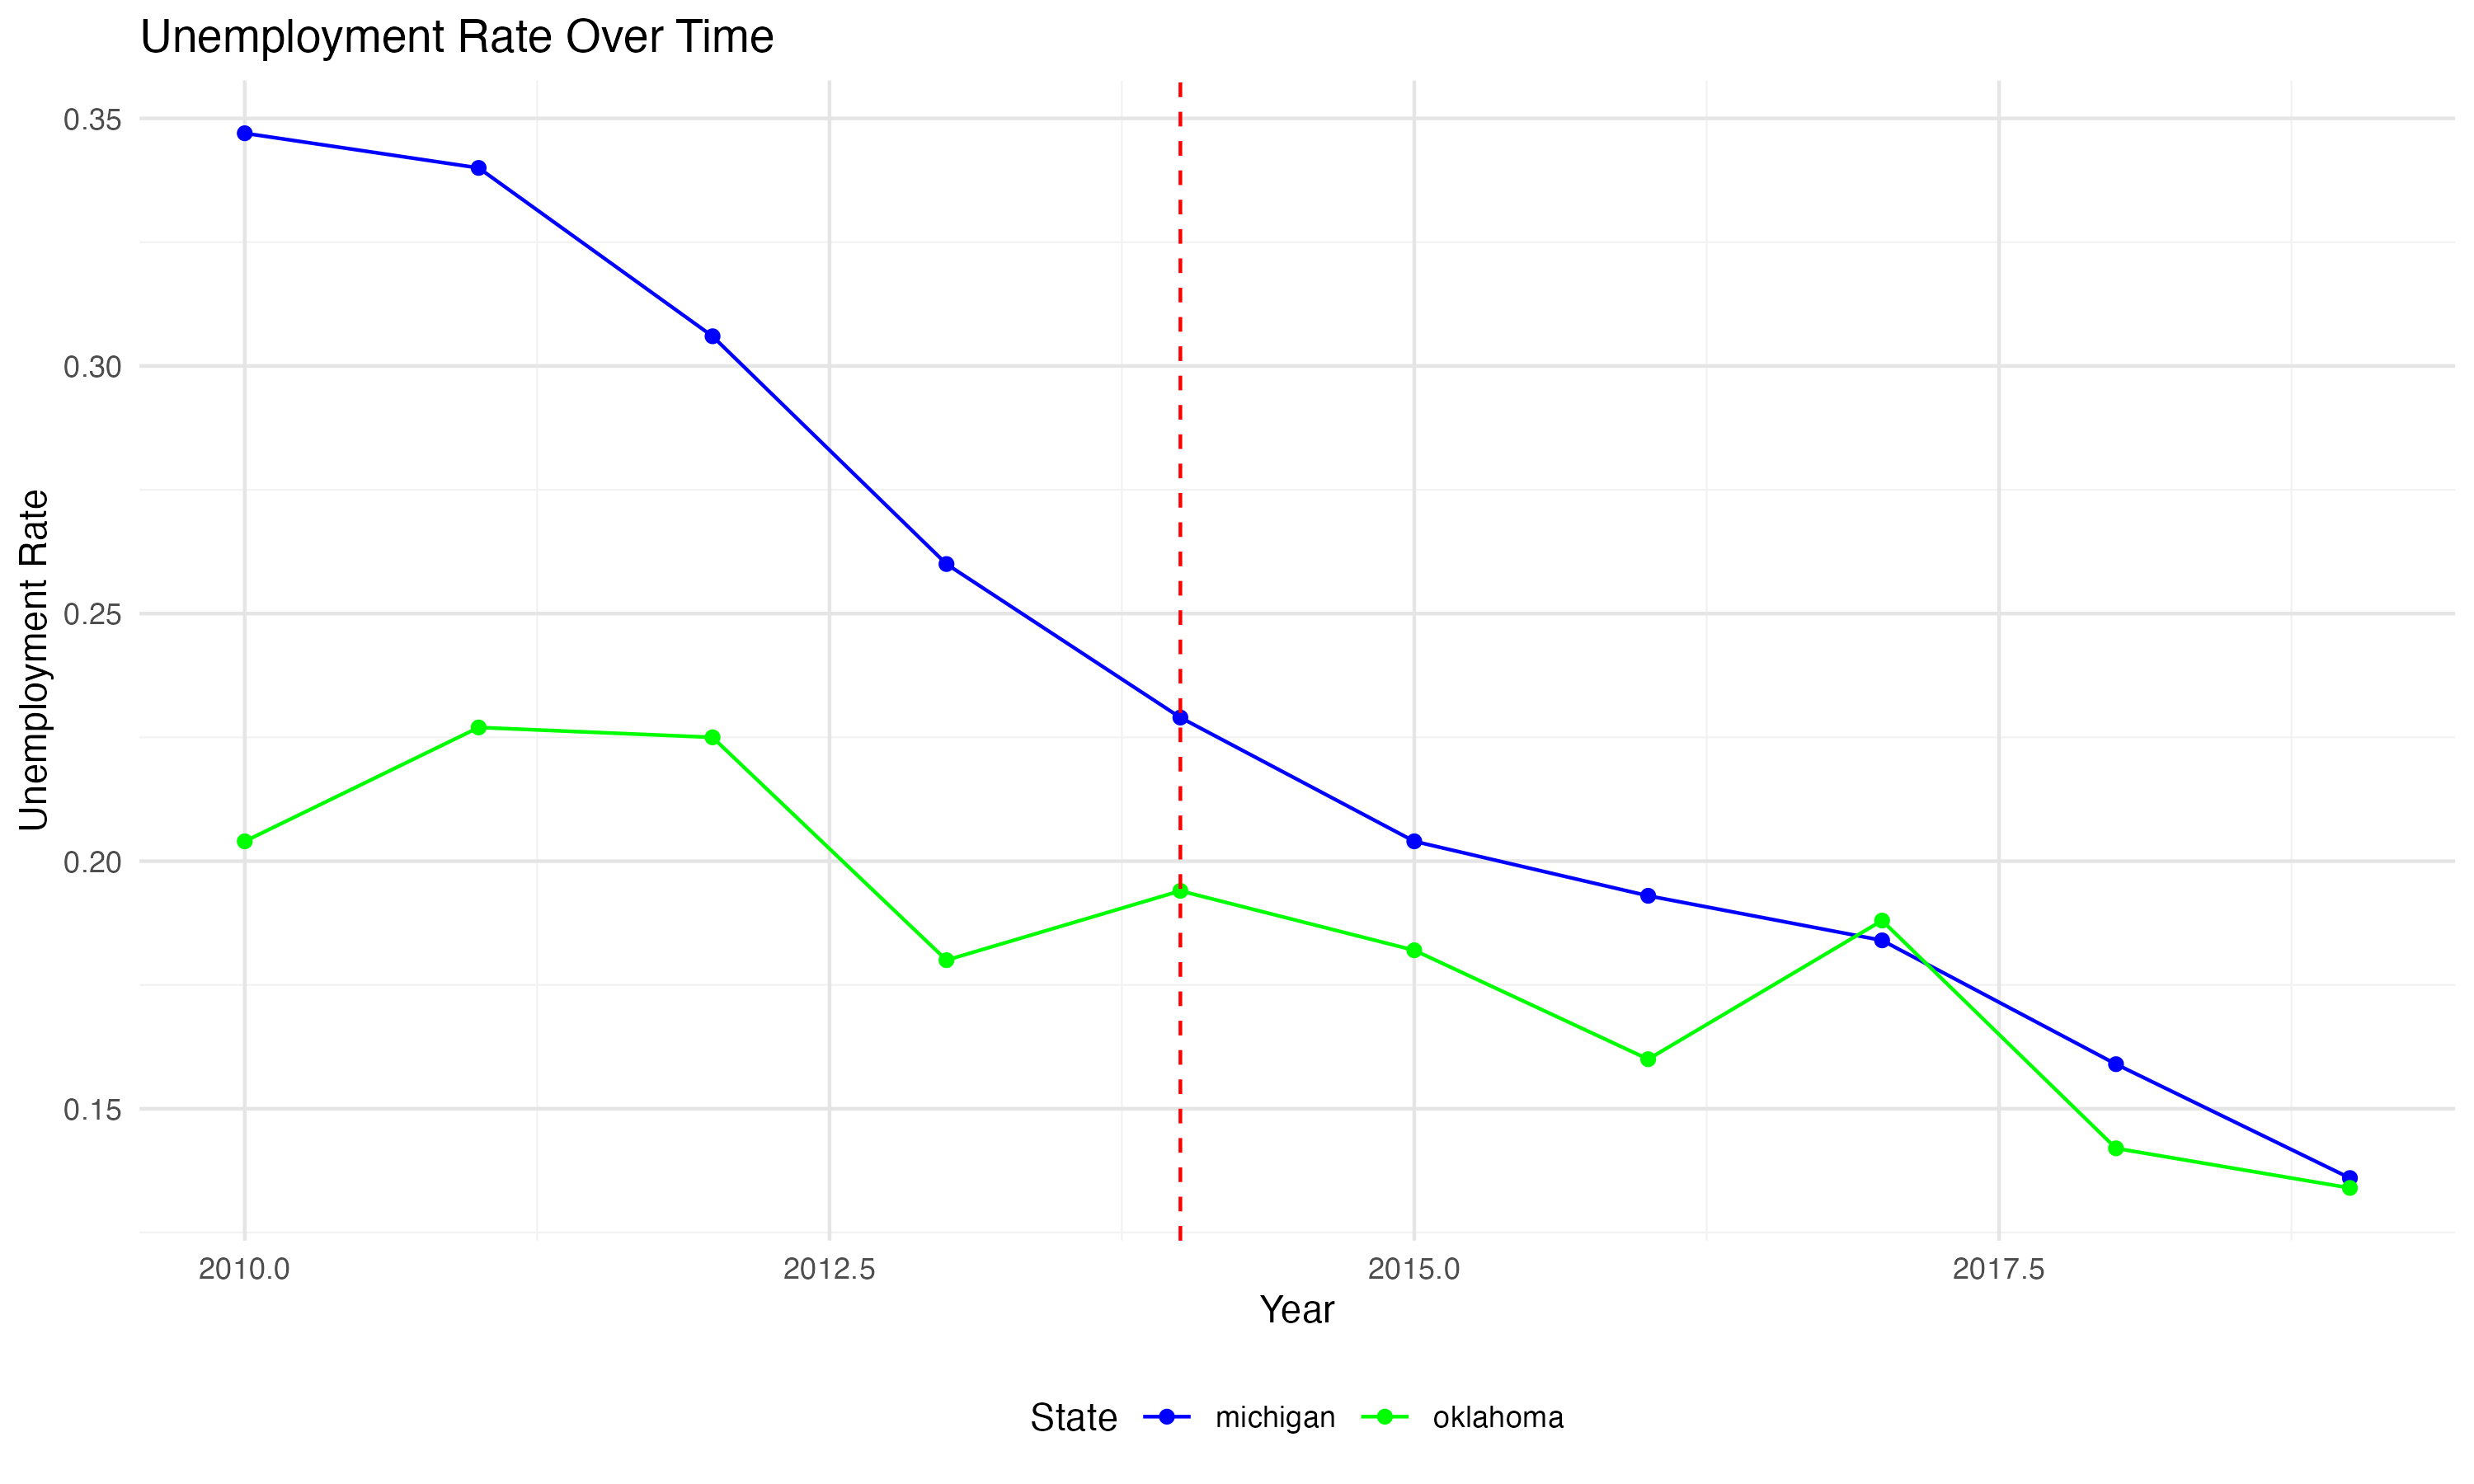 Unemployment Rate Over Time
Unemployment Rate
0.35
0.30
0.25
0.20
0.15
2010.0 2012.5 2015.0 2017.5
Year
State michigan oklahoma